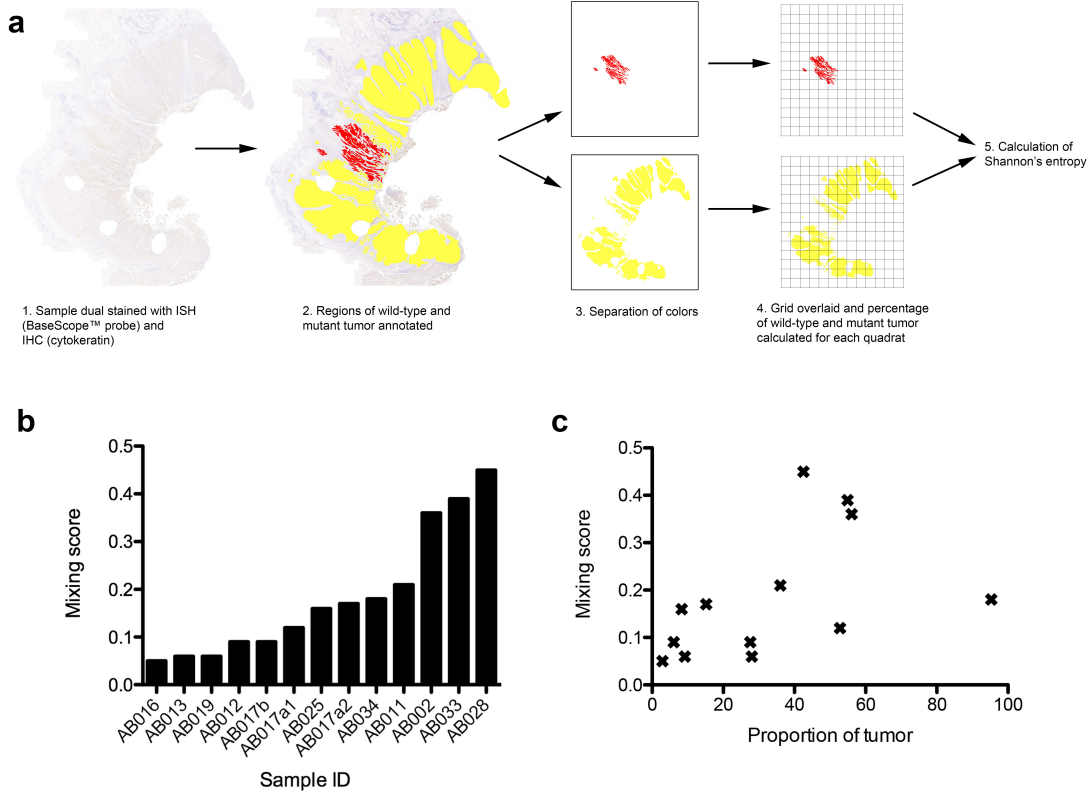 a
1. Sample dual stained with ISH
(BaseScope™ probe) and
IHC (cytokeratin)
2. Regions of wild-type and
mutant tumor annotated
3. Separation of colors
4. Grid overlaid and percentage
of wild-type and mutant tumor
calculated for each quadrat
5. Calculation of
Shannon's entropy
b
Mixing score
0.5
0.4
0.3
0.2
0.1
0.0
AB016
AB013
AB019
AB012
AB017b
AB017a1
AB025
AB017a2
AB034
AB011
AB002
AB033
AB028
Sample ID
c
Mixing score
0.5
0.4
0.3
0.2
0.1
0.0
0
20
40
60
80
100
Proportion of tumor